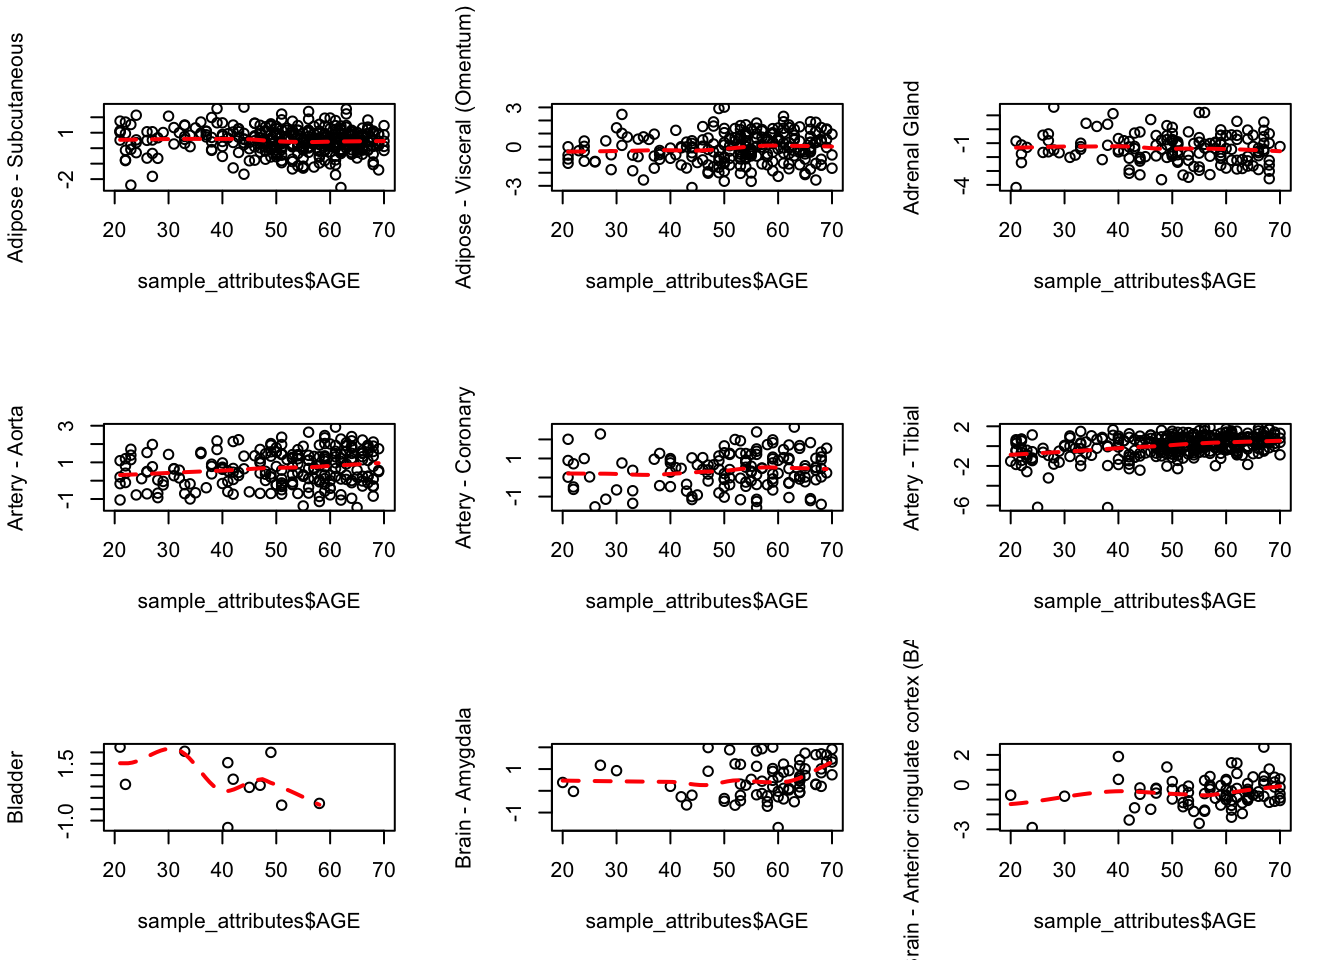 Adipose - Subcutaneous
1
-2
20 30 40 50 60 70
sample_attributes$AGE
Adipose - Visceral (Omentum)
3
0
-3
20 30 40 50 60 70
sample_attributes$AGE
Adrenal Gland
-1
-4
20 30 40 50 60 70
sample_attributes$AGE
Artery - Aorta
3
1
-1
20 30 40 50 60 70
sample_attributes$AGE
Artery - Coronary
1
-1
20 30 40 50 60 70
sample_attributes$AGE
Artery - Tibial
2
-2
-6
20 30 40 50 60 70
sample_attributes$AGE
Bladder
1.5
-1.0
20 30 40 50 60 70
sample_attributes$AGE
Brain - Amygdala
1
-1
20 30 40 50 60 70
sample_attributes$AGE
rain - Anterior cingulate cortex (BA
2
0
-3
20 30 40 50 60 70
sample_attributes$AGE